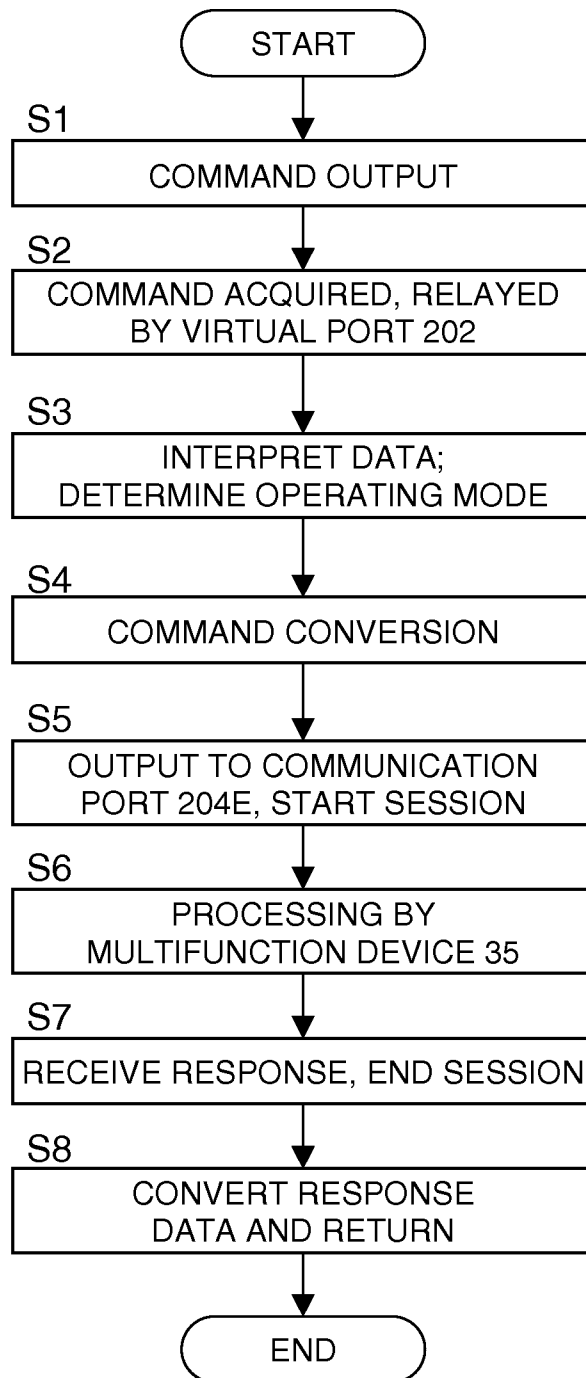 START
S1
COMMAND OUTPUT
S2
COMMAND ACQUIRED, RELAYED
BY VIRTUAL PORT 202
S3
INTERPRET DATA;
DETERMINE OPERATING MODE
S4
COMMAND CONVERSION
S5
OUTPUT TO COMMUNICATION
PORT 204E, START SESSION
S6
PROCESSING BY
MULTIFUNCTION DEVICE 35
S7
RECEIVE RESPONSE, END SESSION
S8
CONVERT RESPONSE
DATA AND RETURN
END